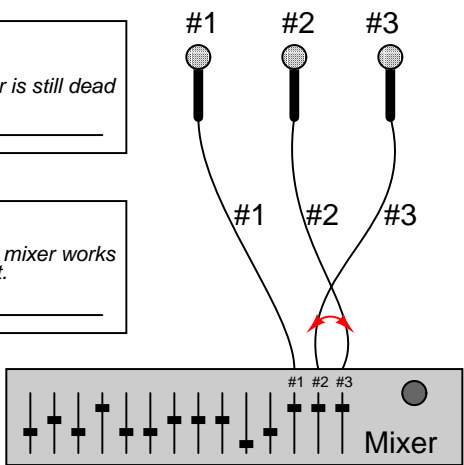 #1 #2 #3
r is still dead
#1 #2 #3
mixer works
t.
#1 #2 #3
Mixer